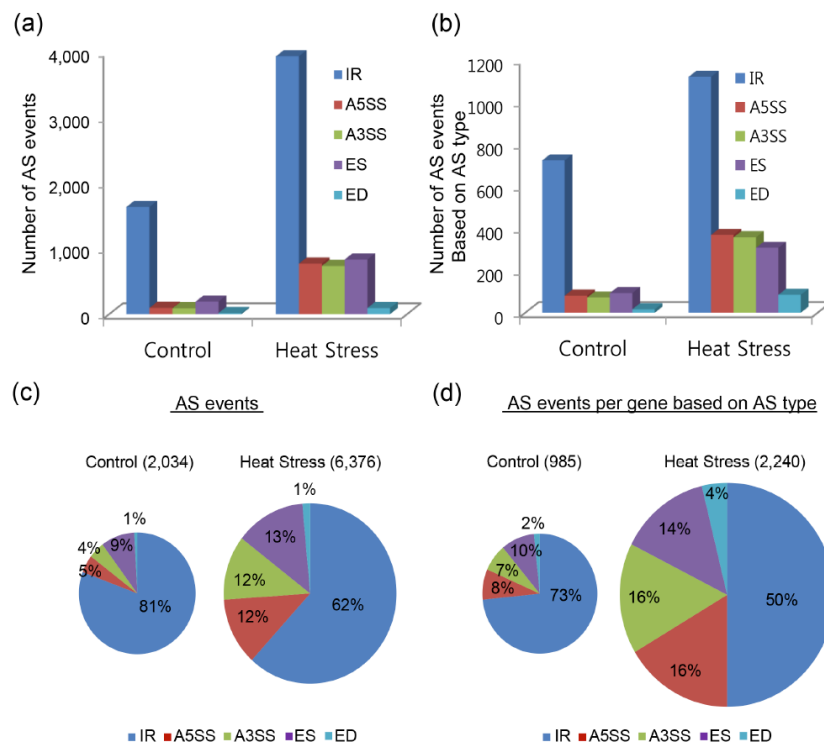 (a)
Number of AS events
4,000
3,000
2,000
1,000
0
IR
A5SS
A3SS
ES
ED
Control
Heat Stress
(b)
Number of AS events
Based on AS type
1200
1000
800
600
400
200
0
IR
A5SS
A3SS
ES
ED
Control
Heat Stress
(c)
AS events
Control (2,034)
1%
9%
4%
5%
81%
Heat Stress (6,376)
1%
13%
12%
12%
62%
IR A5SS A3SS ES ED
(d)
AS events per gene based on AS type
Control (985)
2%
10%
7%
8%
73%
Heat Stress (2,240)
4%
14%
16%
16%
50%
IR A5SS A3SS ES ED